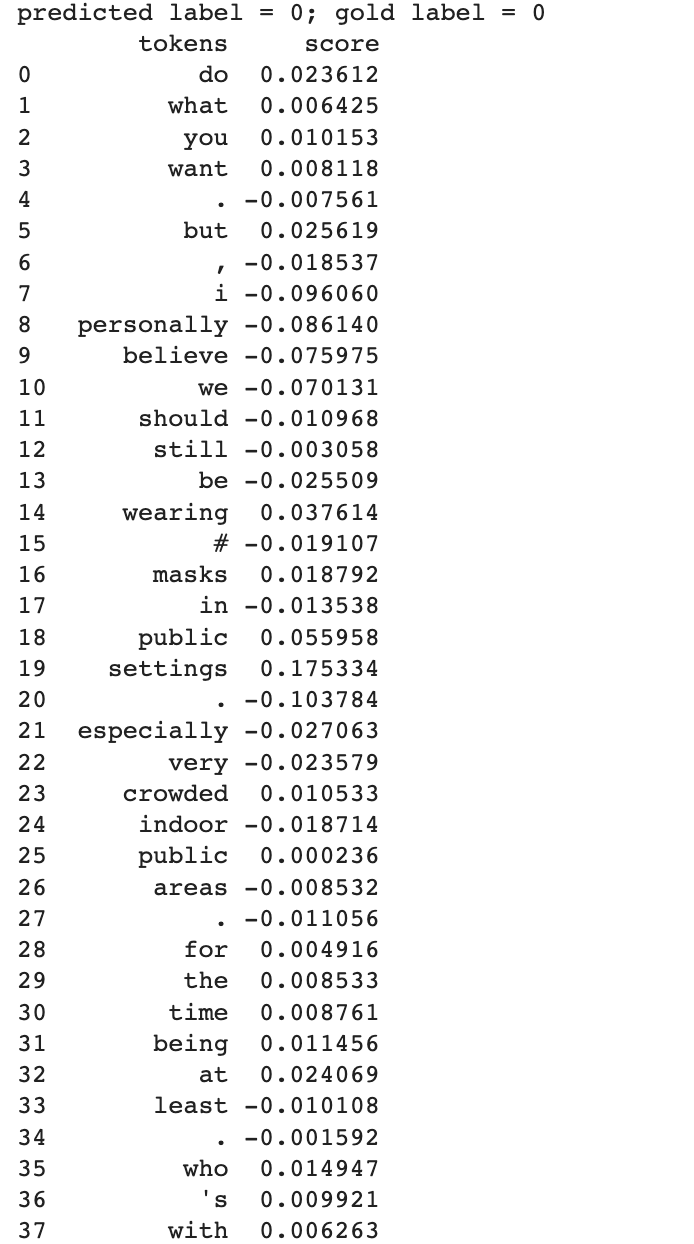 predicted label = 0; gold label = 0
tokens score
0 do 0.023612
1 what 0.006425
2 you 0.010153
3 want 0.008118
4 . -0.007561
5 but 0.025619
6 , -0.018537
7 i -0.096060
8 personally -0.086140
9 believe -0.075975
10 we -0.070131
11 should -0.010968
12 still -0.003058
13 be -0.025509
14 wearing 0.037614
15 # -0.019107
16 masks 0.018792
17 in -0.013538
18 public 0.055958
19 settings 0.175334
20 . -0.103784
21 especially -0.027063
22 very -0.023579
23 crowded 0.010533
24 indoor -0.018714
25 public 0.000236
26 areas -0.008532
27 . -0.011056
28 for 0.004916
29 the 0.008533
30 time 0.008761
31 being 0.011456
32 at 0.024069
33 least -0.010108
34 . -0.001592
35 who 0.014947
36 's 0.009921
37 with 0.006263